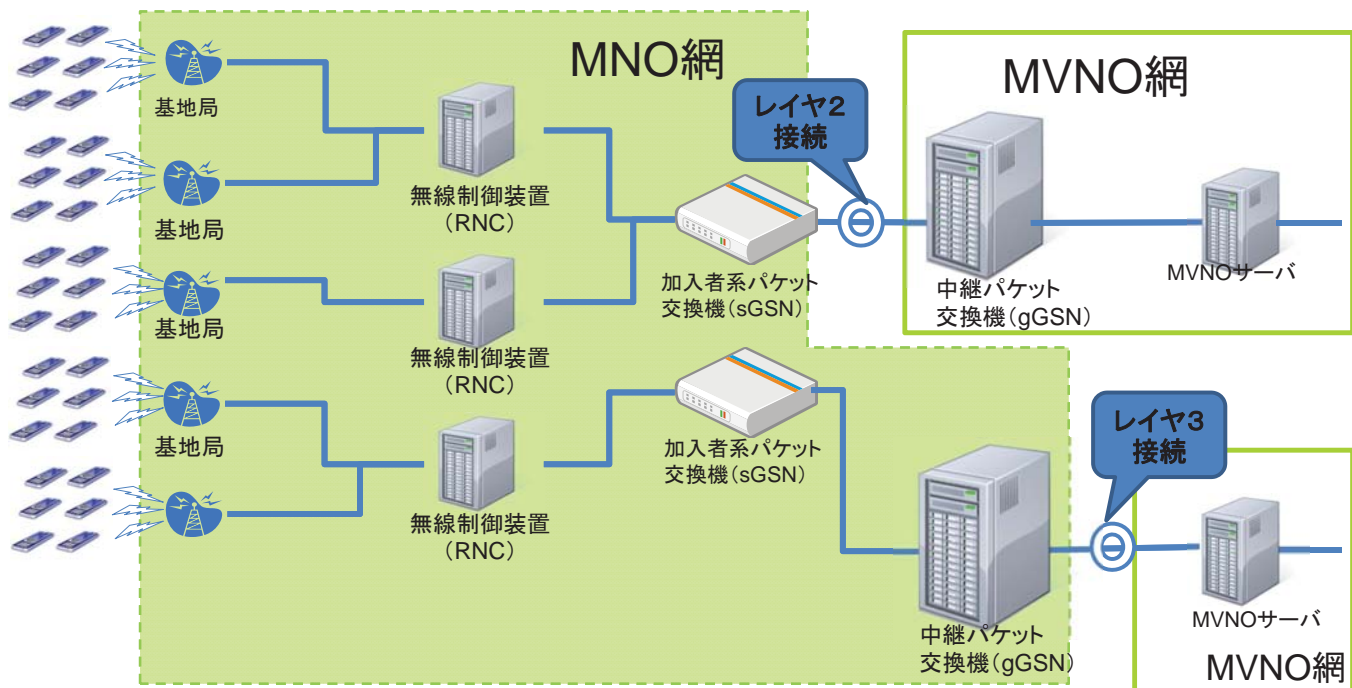 MNO網
MVNO網
レイヤ2
接続
基地局
無線制御装置
(RNC)
基地局
加入者系パケット
交換機(sGSN)
中継パケット
交換機(gGSN)
MVNOサーバ
基地局
無線制御装置
(RNC)
基地局
加入者系パケット
交換機(sGSN)
レイヤ3
接続
無線制御装置
(RNC)
中継パケット
交換機(gGSN)
MVNOサーバ
MVNO網